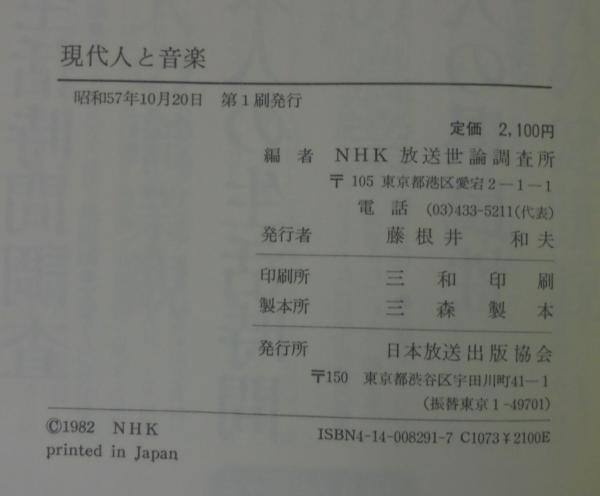 現代人と音楽
昭和57年10月20日 第1刷発行
定価 2,100円
編者 NHK放送世論調査所
〒105 東京都港区愛宕2-1-1
電話 (03)433-5211(代表)
発行者 藤根井和夫
印刷所 三和印刷
製本所 三森製本
発行所 日本放送出版協会
〒150 東京都渋谷区宇田川町41-1
(振替東京1-49701)
©1982 NHK
printed in Japan
ISBN4-14-008291-7 C1073¥2100E